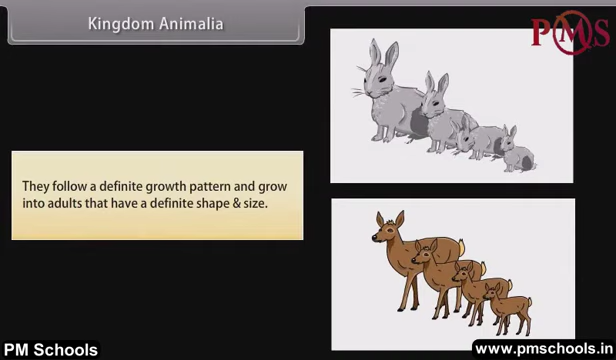 Kingdom Animalia
PMS
They follow a definite growth pattern and grow
into adults that have a definite shape & size.
PM Schools
www.pmschools.in